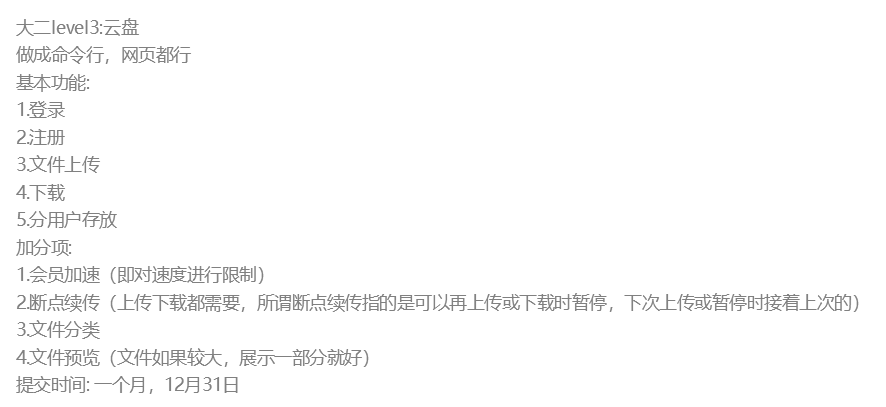 大二level3:云盘
做成命令行，网页都行
基本功能:
1.登录
2.注册
3.文件上传
4.下载
5.分用户存放
加分项:
1.会员加速（即对速度进行限制）
2.断点续传（上传下载都需要，所谓断点续传指的是可以再上传或下载时暂停，下次上传或暂停时接着上次的）
3.文件分类
4.文件预览（文件如果较大，展示一部分就好）
提交时间: 一个月，12月31日